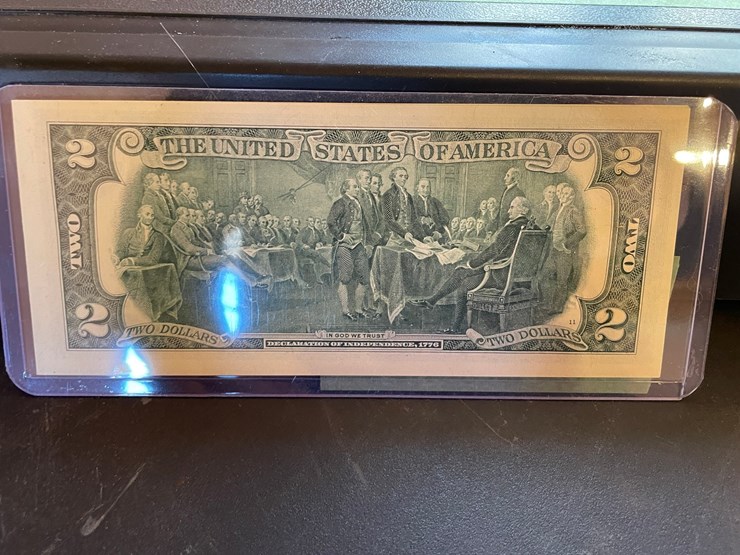 2 THE UNITED STATES OF AMERICA 2
TWO TWO
2 TWO DOLLARS IN GOD WE TRUST 11 TWO DOLLARS 2
DECLARATION OF INDEPENDENCE, 1776